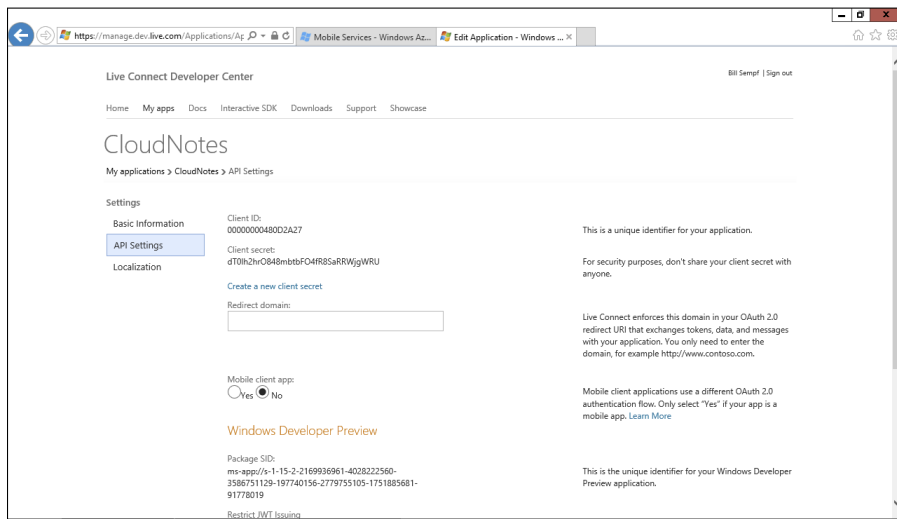 https://manage.dev.live.com/Applications/Ap
Mobile Services - Windows Az...
Edit Application - Windows ...
Live Connect Developer Center
Bill Sempf | Sign out
Home My apps Docs Interactive SDK Downloads Support Showcase
CloudNotes
My applications > CloudNotes > API Settings
Settings
Basic Information
API Settings
Localization
Client ID:
00000000480D2A27
This is a unique identifier for your application.
Client secret:
dT0lh2hrO848mbtbFO4fR8SaRRWjgWRU
For security purposes, don't share your client secret with
anyone.
Create a new client secret
Redirect domain:
Live Connect enforces this domain in your OAuth 2.0
redirect URI that exchanges tokens, data, and messages
with your application. You only need to enter the
domain, for example http://www.contoso.com.
Mobile client app:
Yes No
Mobile client applications use a different OAuth 2.0
authentication flow. Only select "Yes" if your app is a
mobile app. Learn More
Windows Developer Preview
Package SID:
ms-app://s-1-15-2-2169936961-4028222560-
3586751129-197740156-2779755105-1751885681-
91778019
This is the unique identifier for your Windows Developer
Preview application.
Restrict JWT Issuing